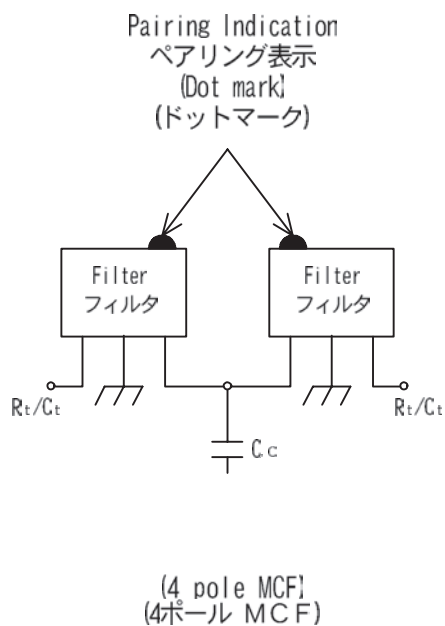 Pairing Indication
ペアリング表示
(Dot mark)
(ドットマーク)
Filter
フィルタ
Filter
フィルタ
Rt/Ct
Rt/Ct
Cc
(4 pole MCF)
(4ポール MCF)